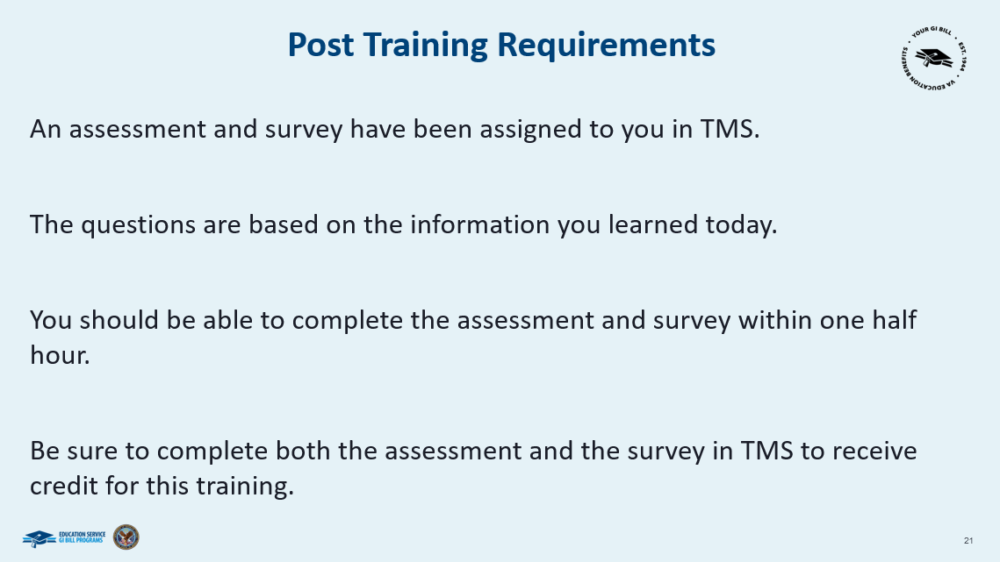 Post Training Requirements
YOUR GI BILL • EST. 1944 • VA EDUCATION BENEFITS •
An assessment and survey have been assigned to you in TMS.
The questions are based on the information you learned today.
You should be able to complete the assessment and survey within one half
hour.
Be sure to complete both the assessment and the survey in TMS to receive
credit for this training.
EDUCATION SERVICE
GI BILL PROGRAMS
21